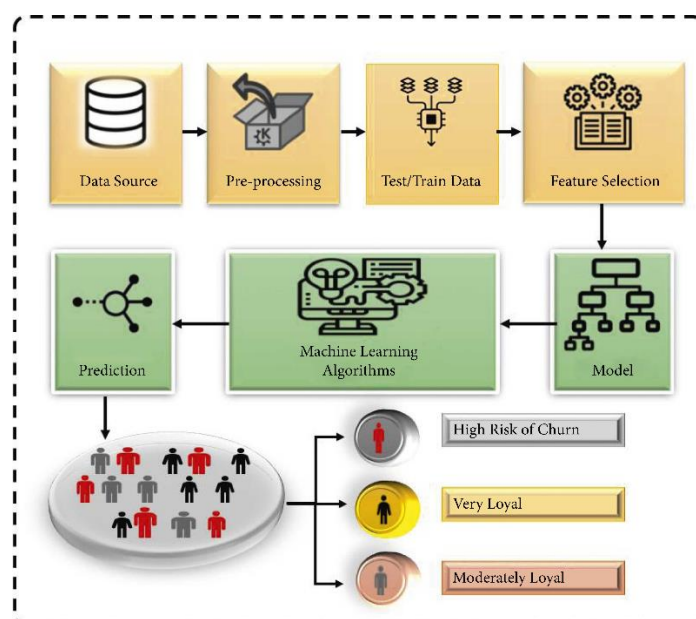 Data Source
Pre-processing
Test/Train Data
Feature Selection
Prediction
Machine Learning
Algorithms
Model
High Risk of Churn
Very Loyal
Moderately Loyal